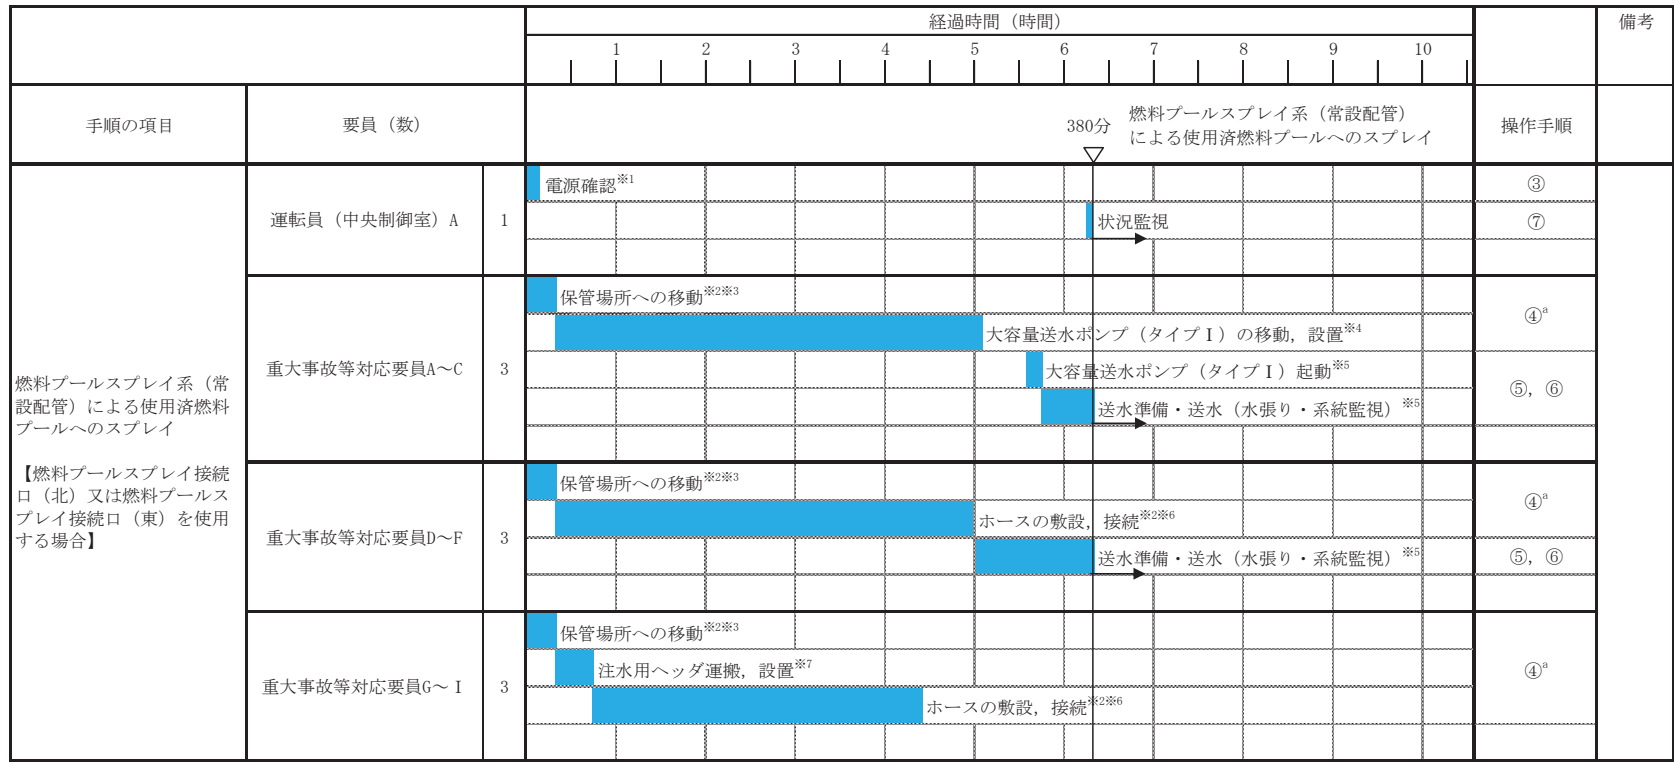 経過時間（時間）
備考
1 2 3 4 5 6 7 8 9 10
手順の項目
要員（数）
380分
燃料プールスプレイ系（常設配管）
による使用済燃料プールへのスプレイ
操作手順
燃料プールスプレイ系（常
設配管）による使用済燃料
プールへのスプレイ
【燃料プールスプレイ接続
口（北）又は燃料プールス
プレイ接続口（東）を使用
する場合】
運転員（中央制御室）A
1
電源確認※1
③
状況監視
⑦
重大事故等対応要員A～C
3
保管場所への移動※2※3
大容量送水ポンプ（タイプⅠ）の移動，設置※4
④a
大容量送水ポンプ（タイプⅠ）起動※5
送水準備・送水（水張り・系統監視）※5
⑤，⑥
重大事故等対応要員D～F
3
保管場所への移動※2※3
ホースの敷設，接続※2※6
④a
送水準備・送水（水張り・系統監視）※5
⑤，⑥
重大事故等対応要員G～I
3
保管場所への移動※2※3
注水用ヘッダ運搬，設置※7
ホースの敷設，接続※2※6
④a